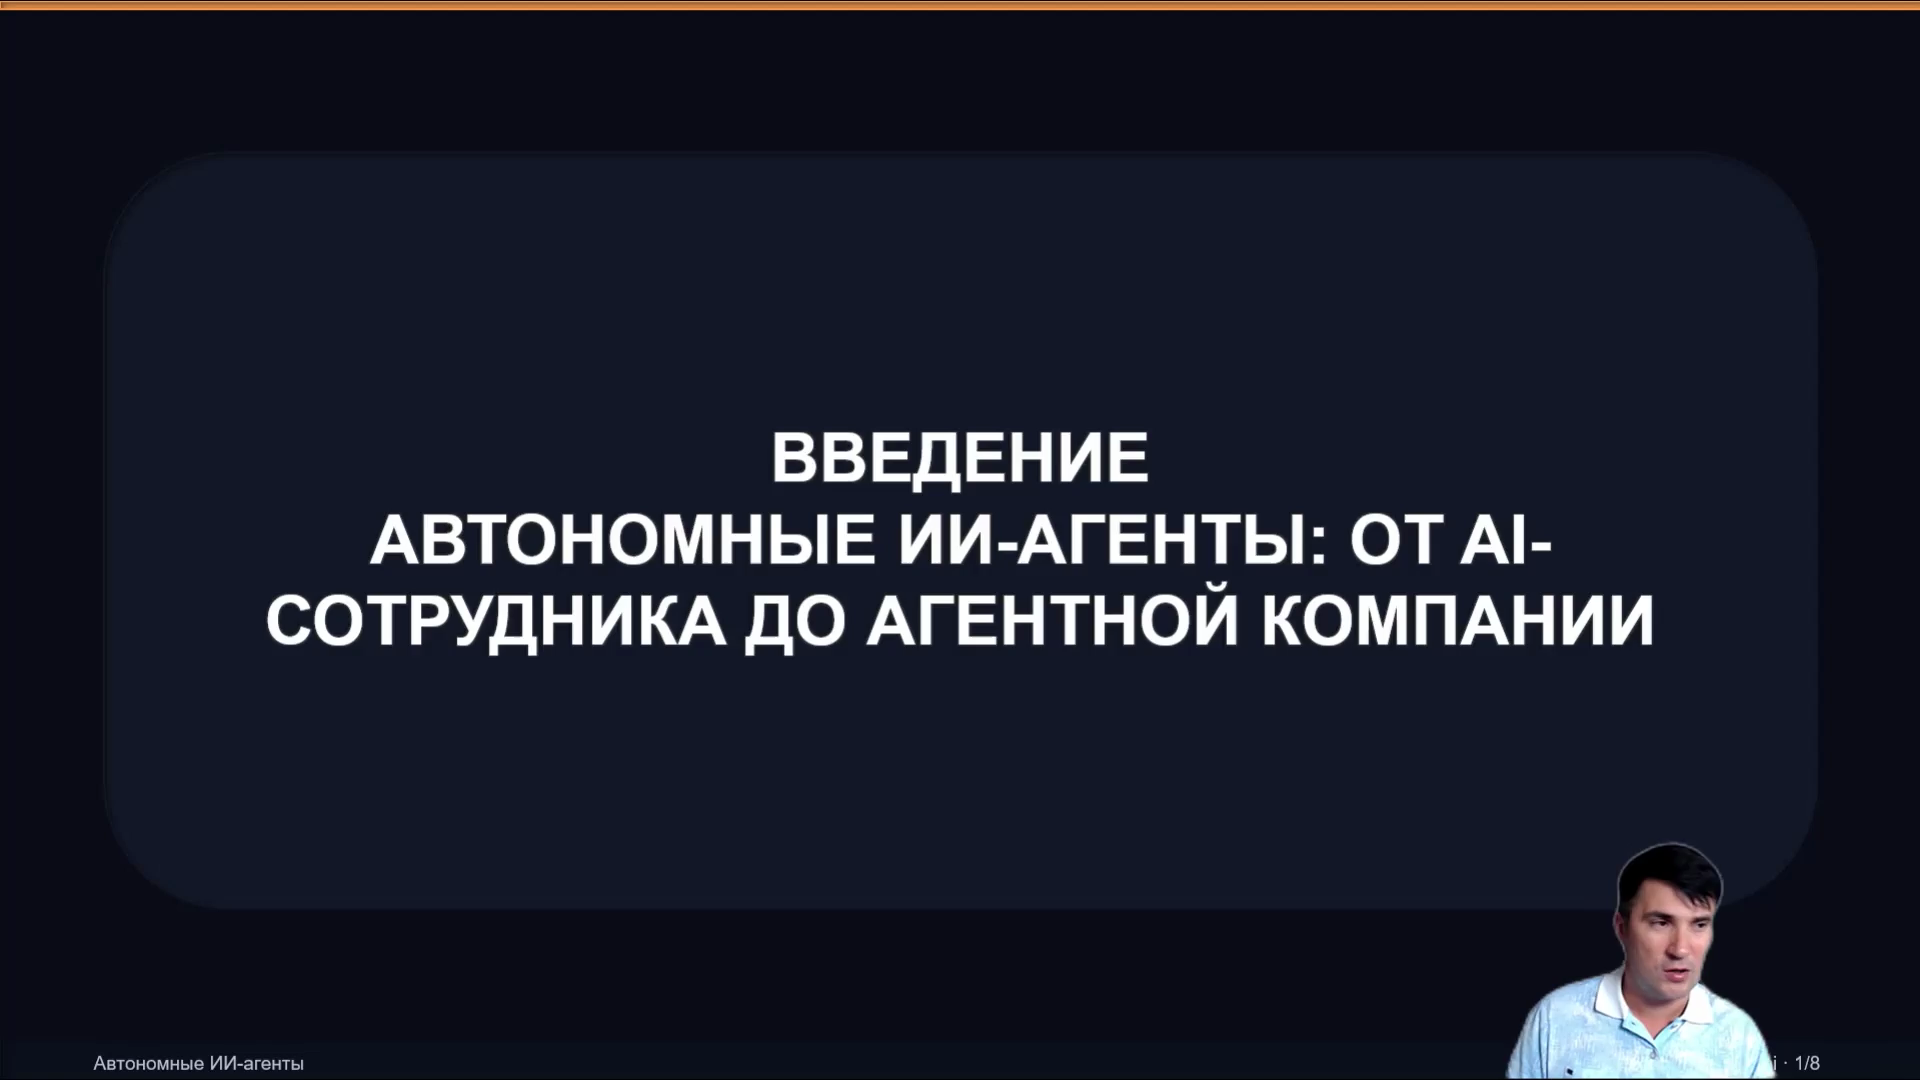 ВВЕДЕНИЕ
АВТОНОМНЫЕ ИИ-АГЕНТЫ: ОТ AI-
СОТРУДНИКА ДО АГЕНТНОЙ КОМПАНИИ
Автономные ИИ-агенты
· 1/8